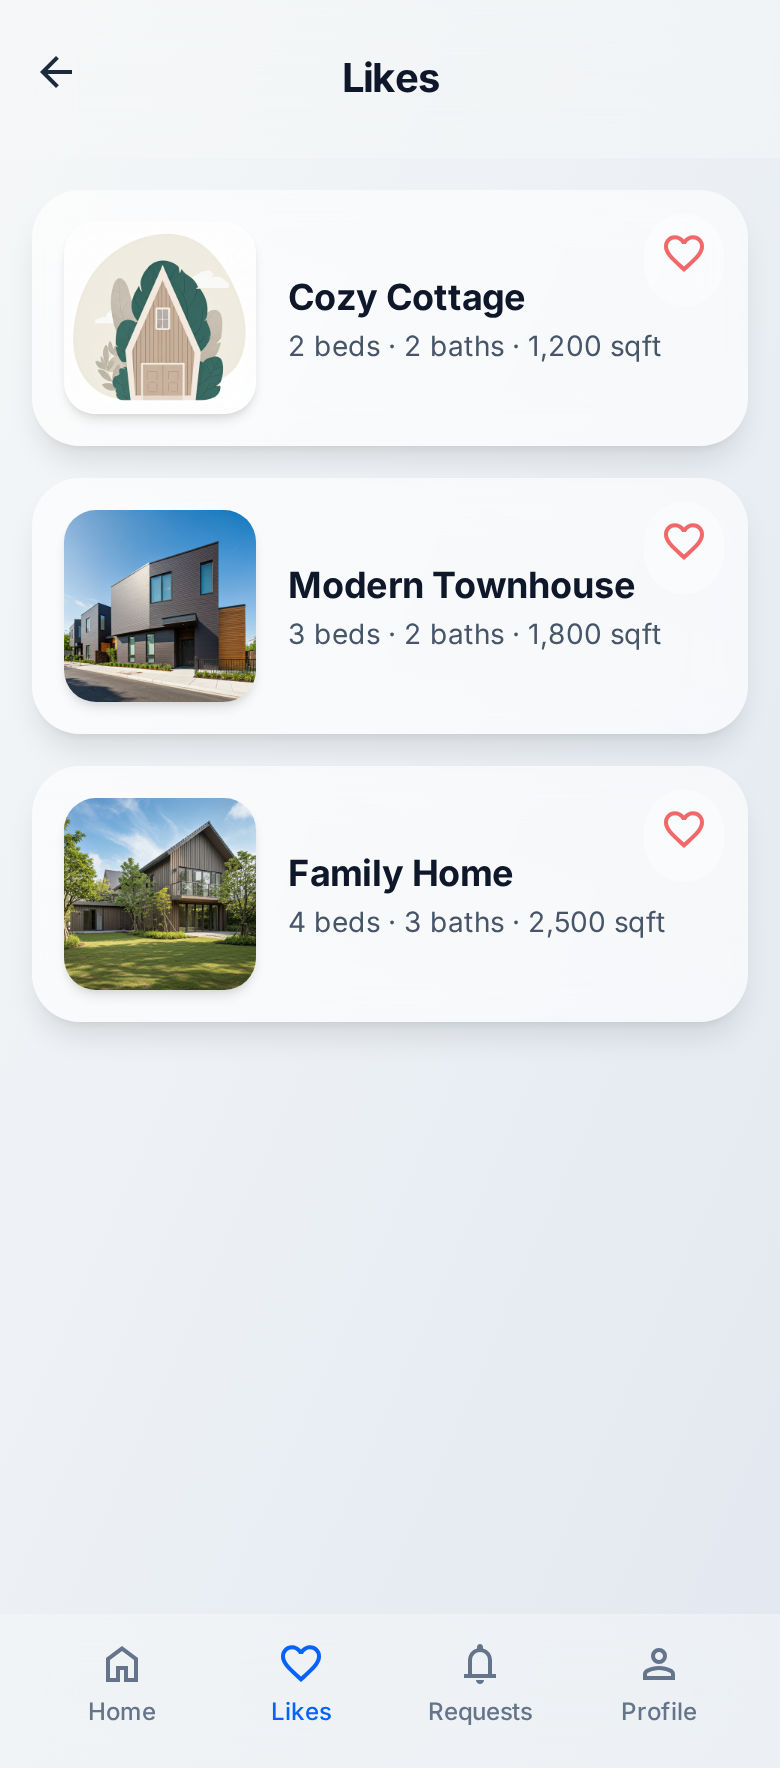 Likes
Cozy Cottage
2 beds · 2 baths · 1,200 sqft
Modern Townhouse
3 beds · 2 baths · 1,800 sqft
Family Home
4 beds · 3 baths · 2,500 sqft
Home
Likes
Requests
Profile